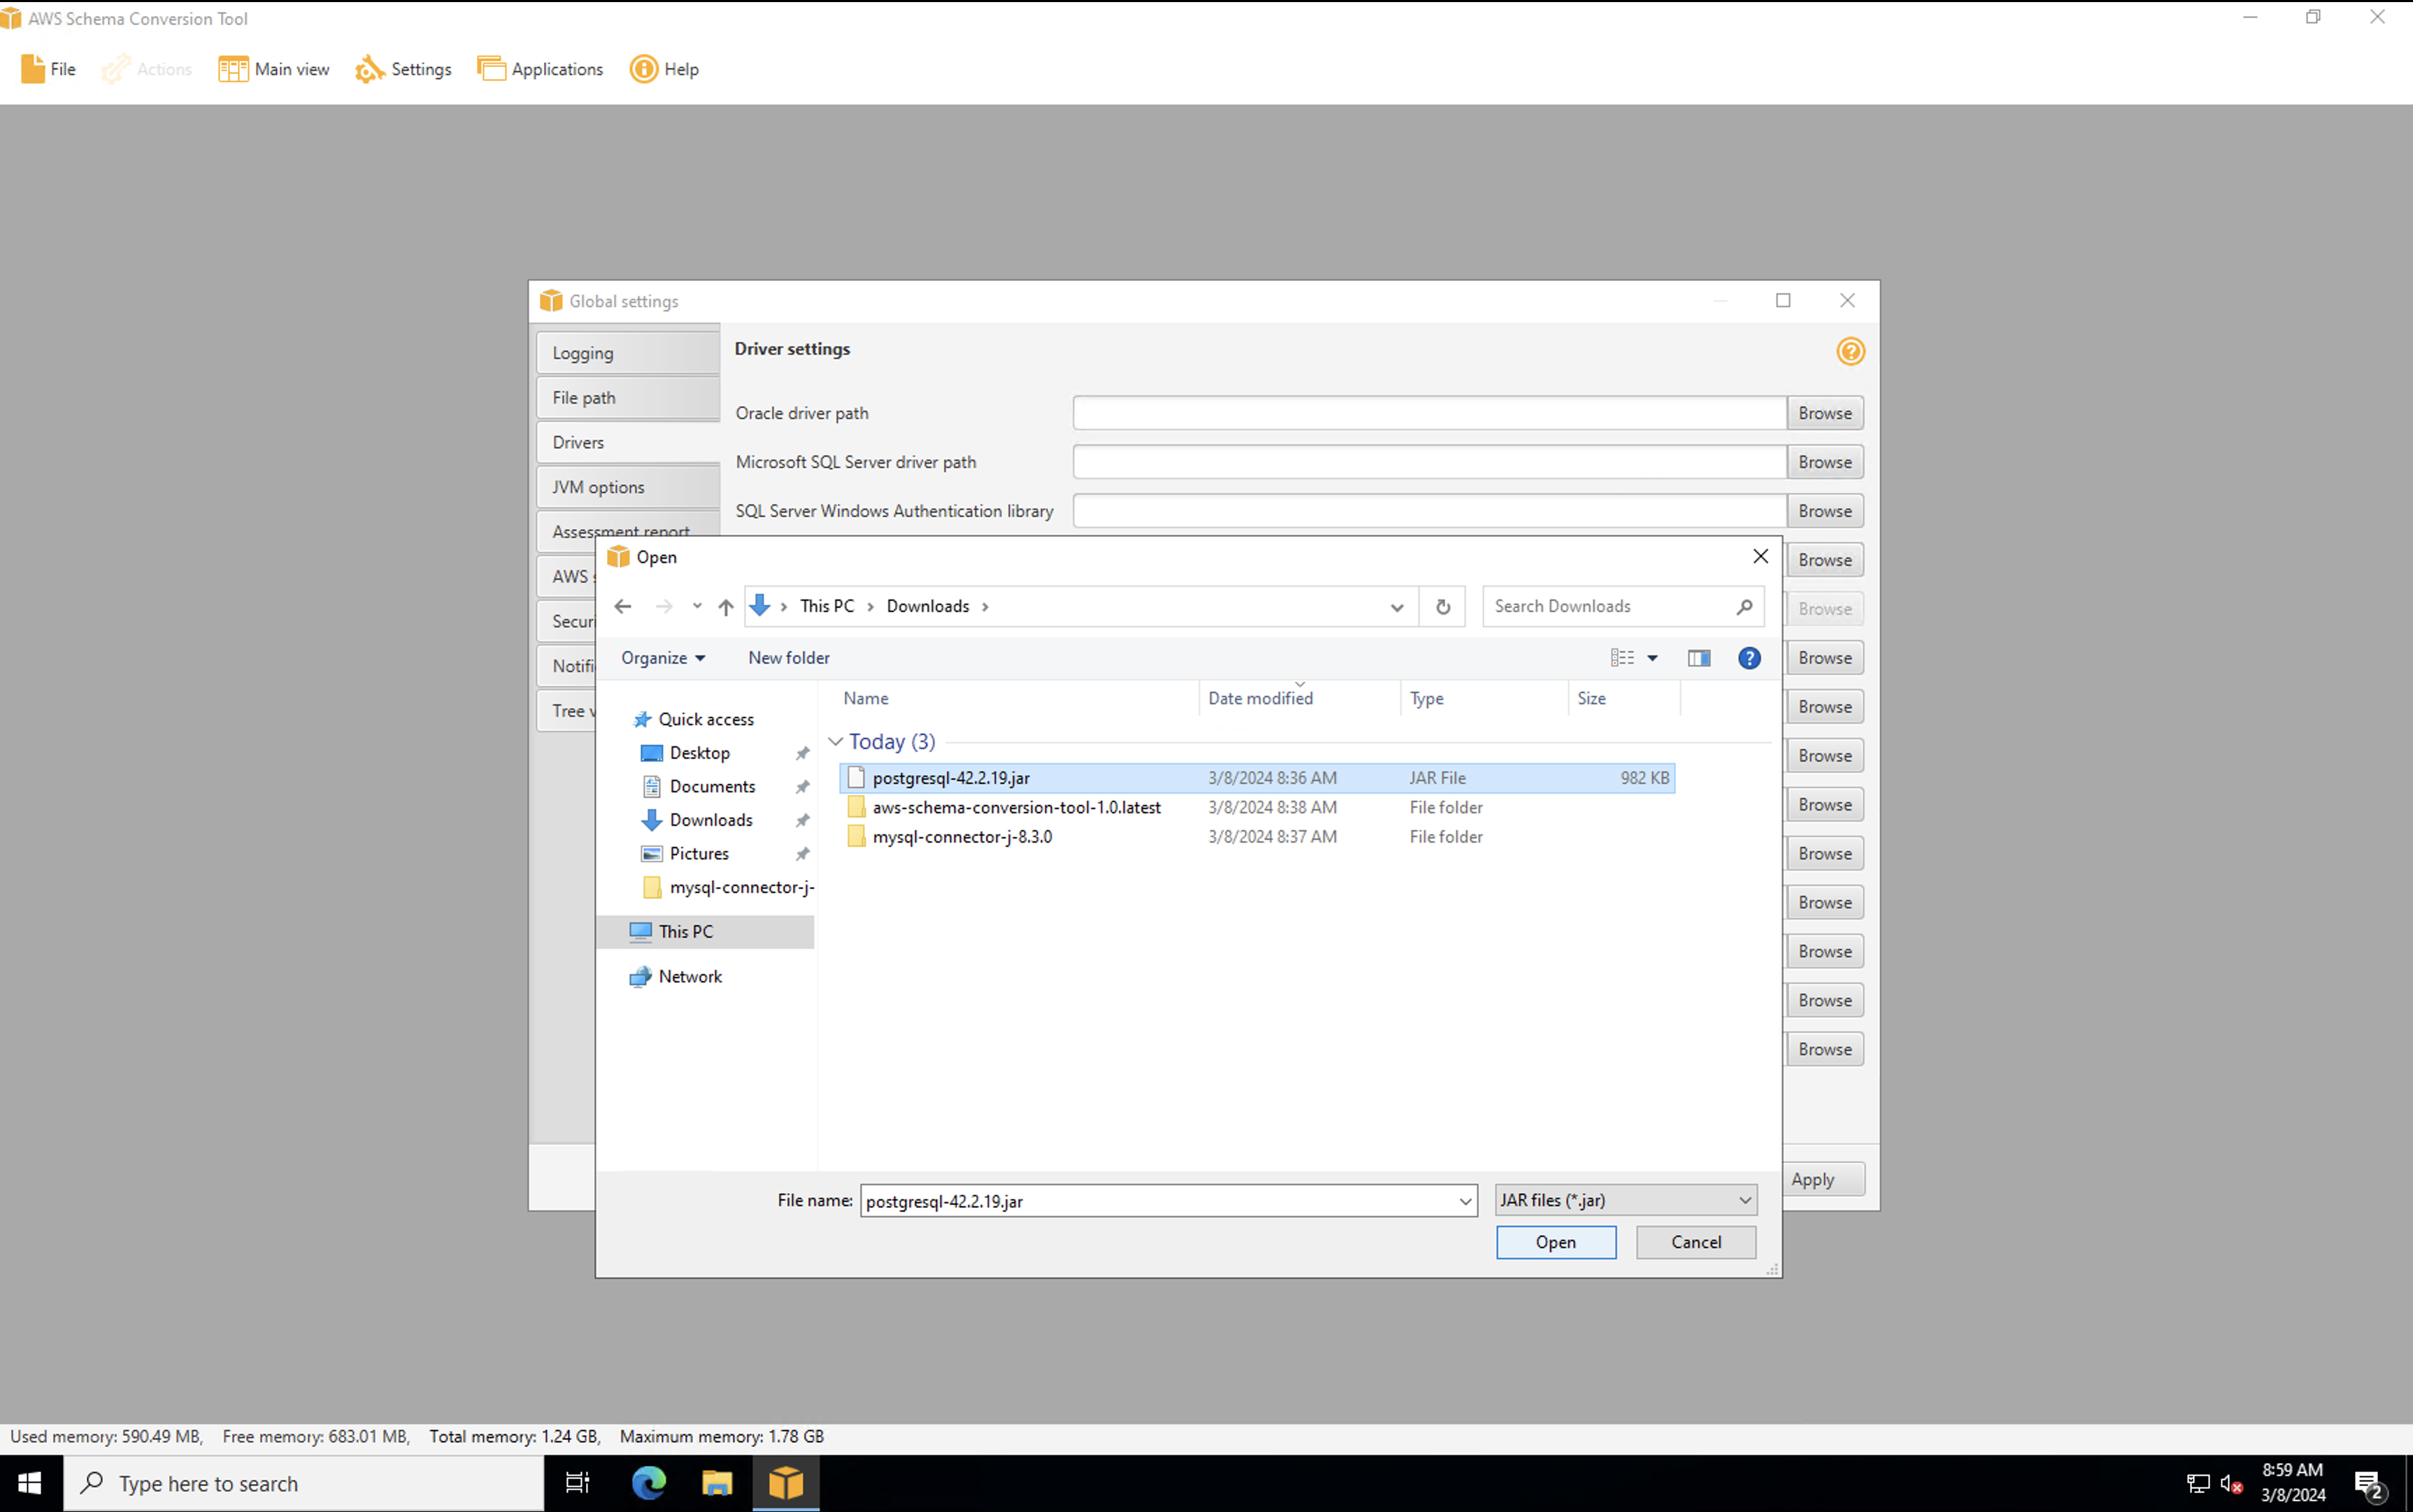 AWS Schema Conversion Tool
File Actions Main view Settings Applications Help
Global settings
Logging
File path
Drivers
JVM options
Assessment report
AWS s
Securi
Notifi
Tree v
Driver settings
Oracle driver path Browse
Microsoft SQL Server driver path Browse
SQL Server Windows Authentication library Browse
Browse
Browse
Browse
Browse
Browse
Browse
Browse
Browse
Browse
Browse
Browse
Apply
Open
This PC Downloads
Search Downloads
Organize New folder
Quick access
Desktop
Documents
Downloads
Pictures
mysql-connector-j-
This PC
Network
Name Date modified Type Size
Today (3)
postgresql-42.2.19.jar 3/8/2024 8:36 AM JAR File 982 KB
aws-schema-conversion-tool-1.0.latest 3/8/2024 8:38 AM File folder
mysql-connector-j-8.3.0 3/8/2024 8:37 AM File folder
File name: postgresql-42.2.19.jar JAR files (*.jar)
Open Cancel
Used memory: 590.49 MB, Free memory: 683.01 MB, Total memory: 1.24 GB, Maximum memory: 1.78 GB
Type here to search
8:59 AM
3/8/2024
2